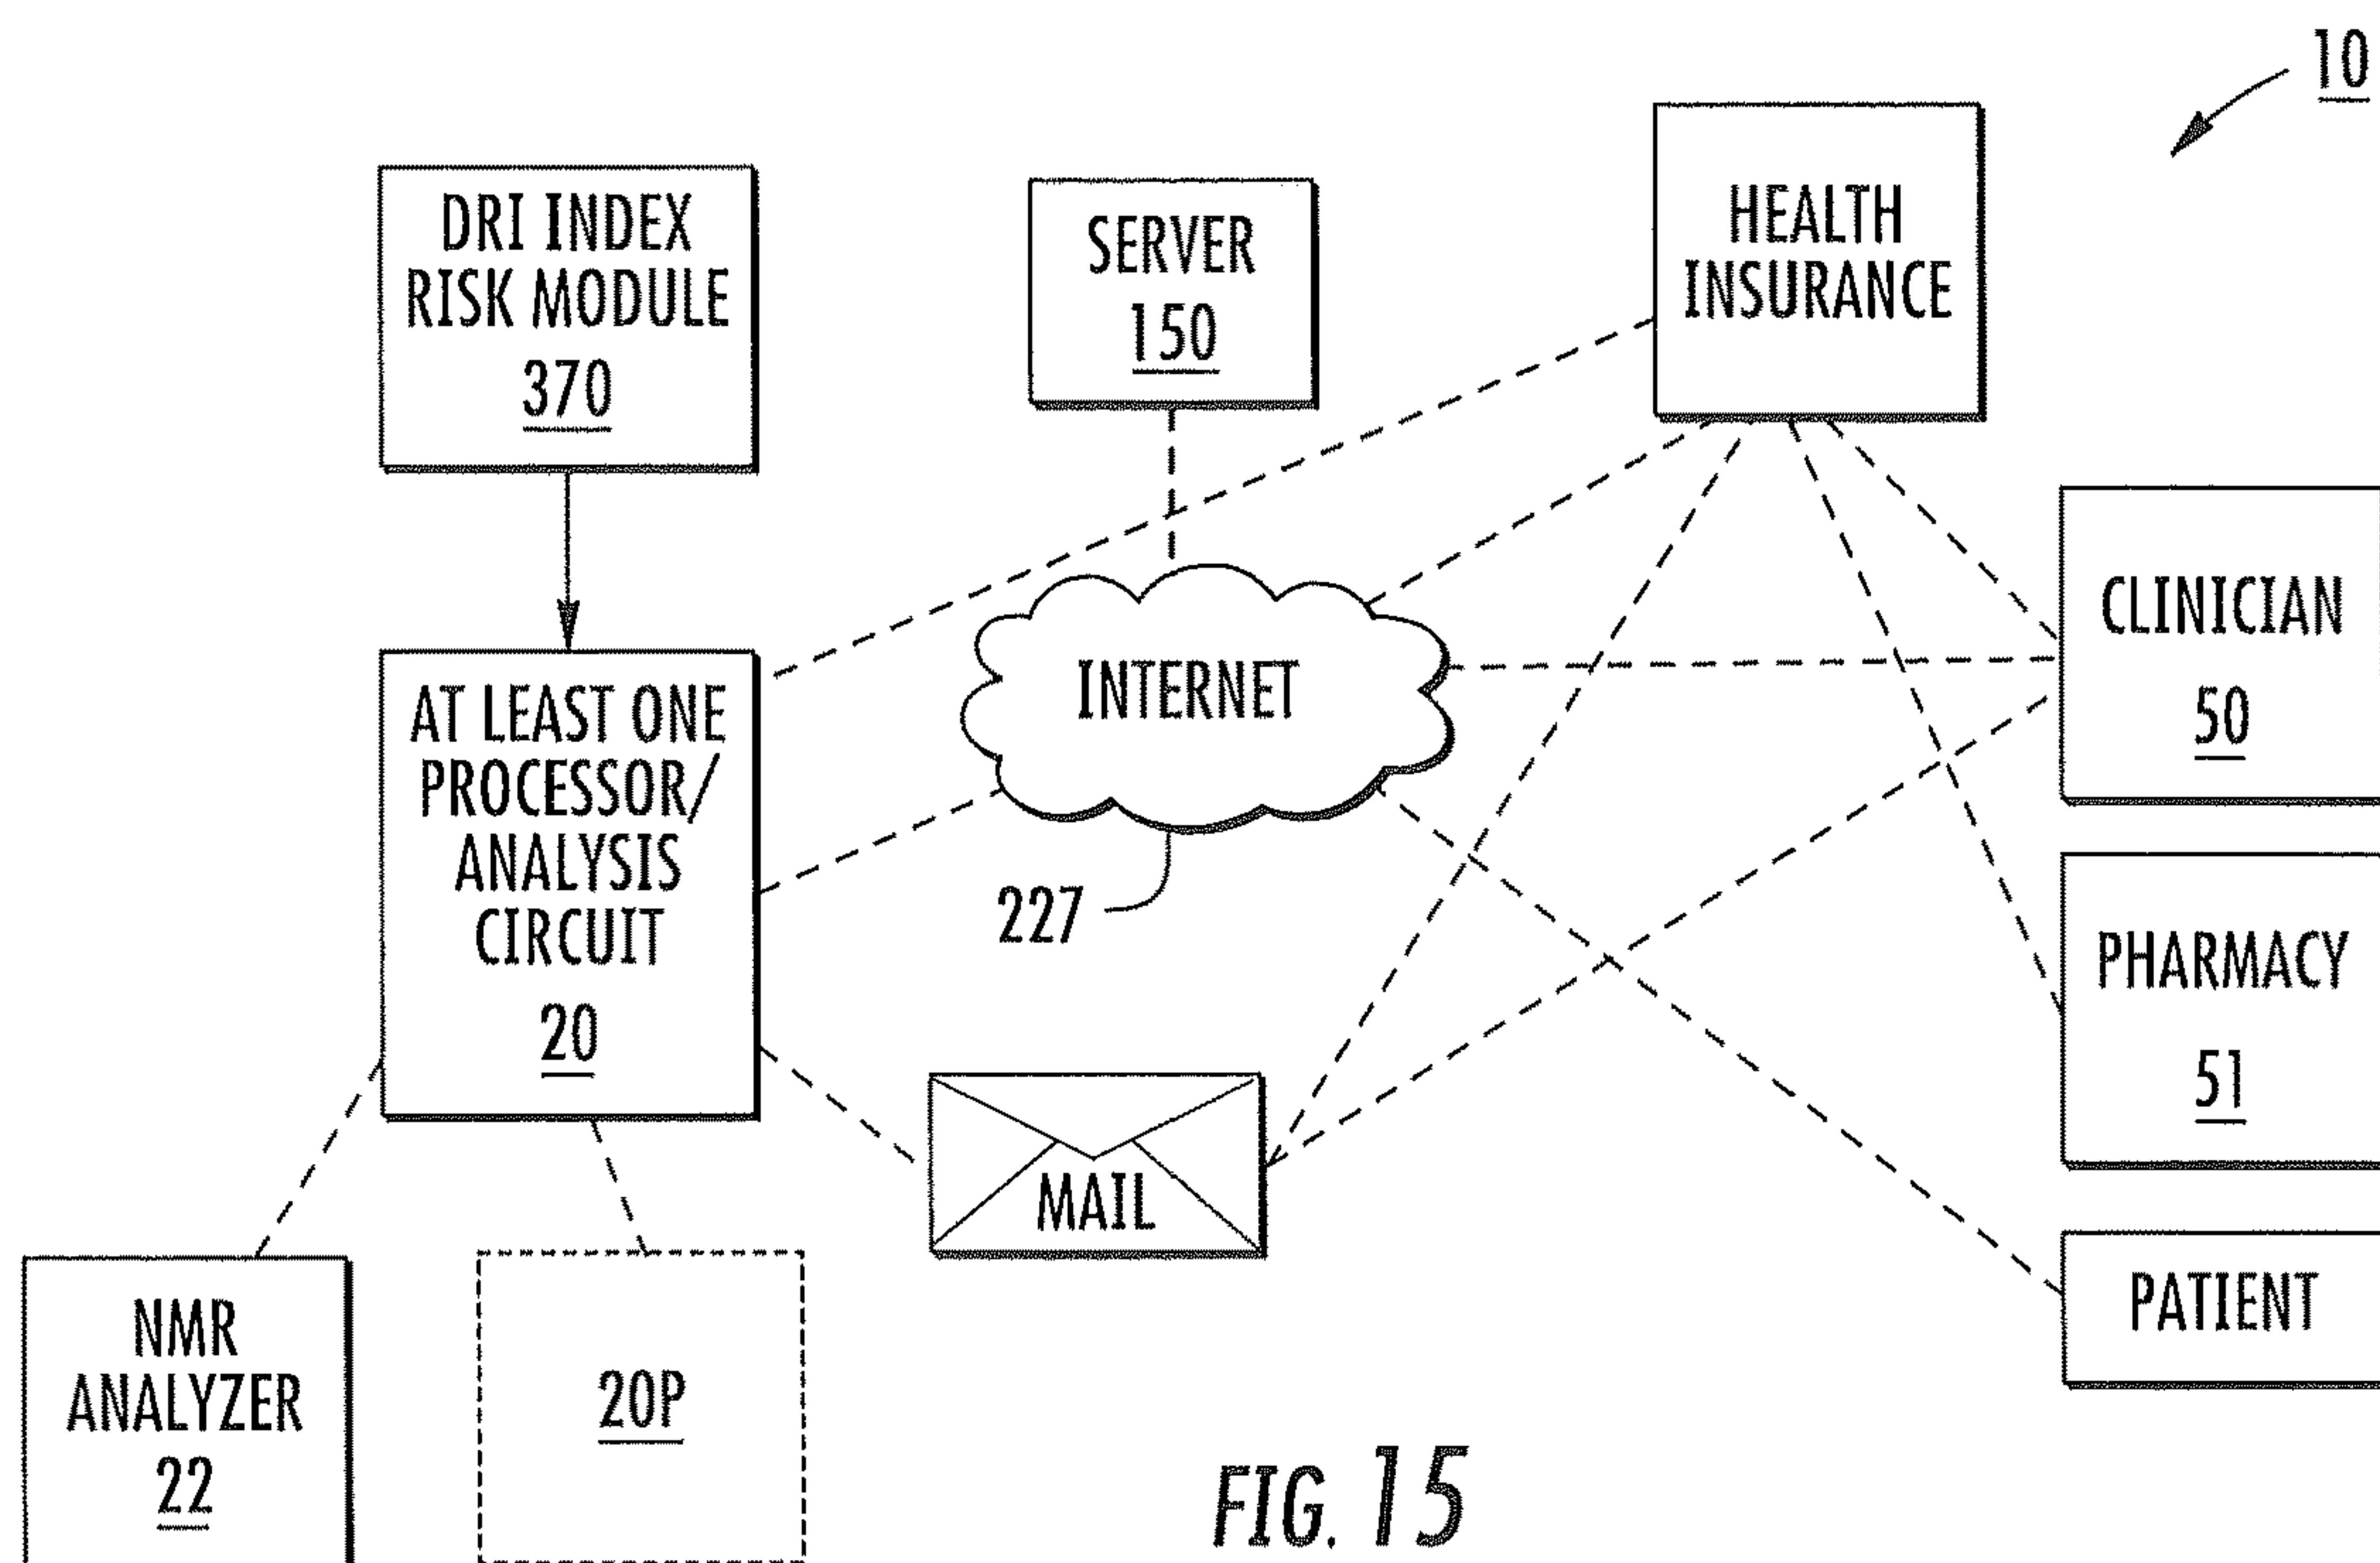 10
DRI INDEX
RISK MODULE
370
SERVER
150
HEALTH
INSURANCE
AT LEAST ONE
PROCESSOR/
ANALYSIS
CIRCUIT
20
INTERNET
227
CLINICIAN
50
PHARMACY
51
MAIL
PATIENT
NMR
ANALYZER
22
20P
FIG. 15